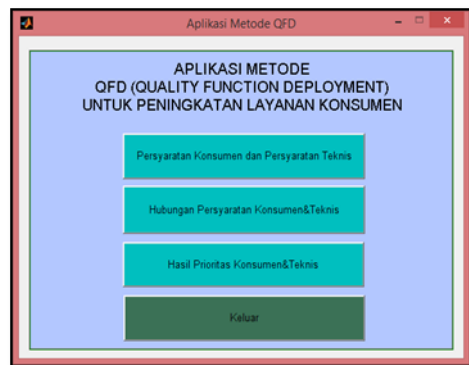 Aplikasi Metode QFD
APLIKASI METODE
QFD (QUALITY FUNCTION DEPLOYMENT)
UNTUK PENINGKATAN LAYANAN KONSUMEN
Persyaratan Konsumen dan Persyaratan Teknis
Hubungan Persyaratan Konsumen&Teknis
Hasil Prioritas Konsumen&Teknis
Keluar